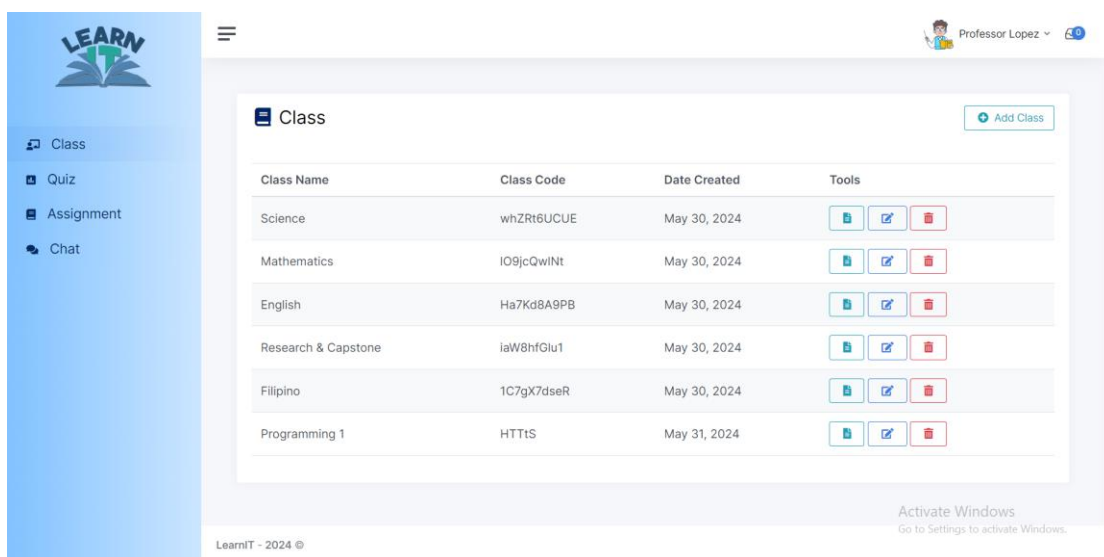 LEARN
IT
Class
Quiz
Assignment
Chat
Professor Lopez
0
Class
Add Class
Class Name Class Code Date Created Tools
Science whZRt6UCUE May 30, 2024
Mathematics IO9jcQwINt May 30, 2024
English Ha7Kd8A9PB May 30, 2024
Research & Capstone iaW8hfGlu1 May 30, 2024
Filipino 1C7gX7dseR May 30, 2024
Programming 1 HTTtS May 31, 2024
Activate Windows
Go to Settings to activate Windows.
LearnIT - 2024 ©